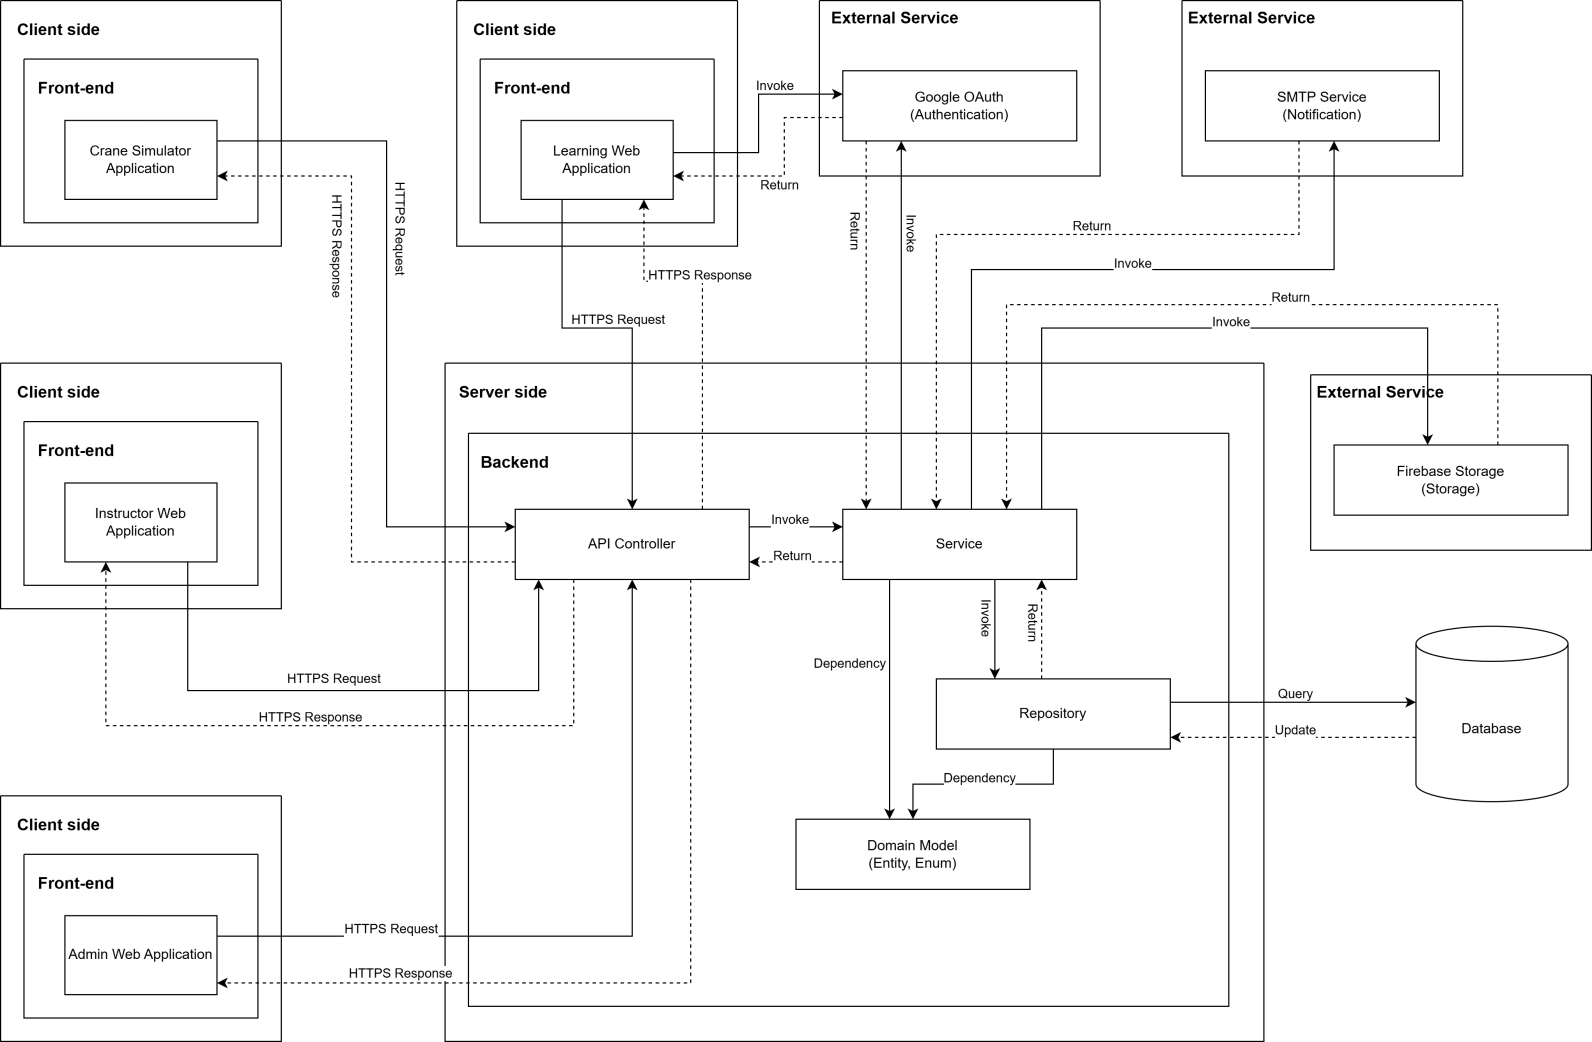 Client side
Front-end
Crane Simulator
Application
HTTPS Request
HTTPS Response
Client side
Front-end
Learning Web
Application
Invoke
Return
HTTPS Response
HTTPS Request
External Service
Google OAuth
(Authentication)
Return
Invoke
External Service
SMTP Service
(Notification)
Return
Invoke
Return
Invoke
External Service
Firebase Storage
(Storage)
Client side
Front-end
Instructor Web
Application
HTTPS Request
HTTPS Response
Server side
Backend
API Controller
Invoke
Return
Service
Invoke
Return
Dependency
Repository
Query
Update
Database
Dependency
Domain Model
(Entity, Enum)
Client side
Front-end
Admin Web Application
HTTPS Request
HTTPS Response